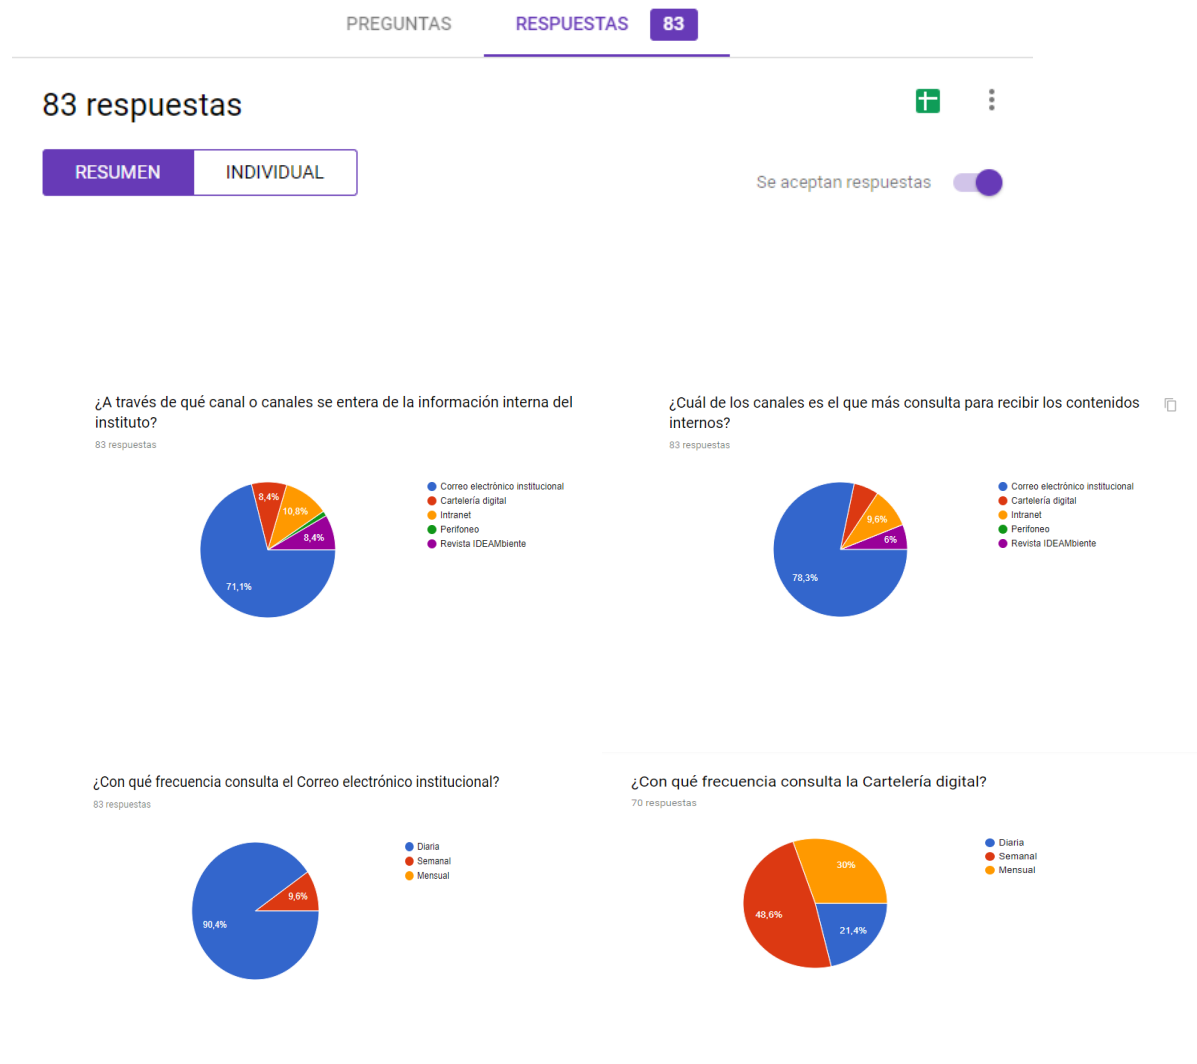 PREGUNTAS
RESPUESTAS
83
83 respuestas
RESUMEN
INDIVIDUAL
Se aceptan respuestas
¿A través de qué canal o canales se entera de la información interna del
instituto?
83 respuestas
8,4%
10,8%
8,4%
71,1%
Correo electrónico institucional
Cartelería digital
Intranet
Perifoneo
Revista IDEAMbiente
¿Cuál de los canales es el que más consulta para recibir los contenidos
internos?
83 respuestas
9,6%
6%
78,3%
Correo electrónico institucional
Cartelería digital
Intranet
Perifoneo
Revista IDEAMbiente
¿Con qué frecuencia consulta el Correo electrónico institucional?
83 respuestas
9,6%
90,4%
Diaria
Semanal
Mensual
¿Con qué frecuencia consulta la Cartelería digital?
70 respuestas
30%
48,6%
21,4%
Diaria
Semanal
Mensual